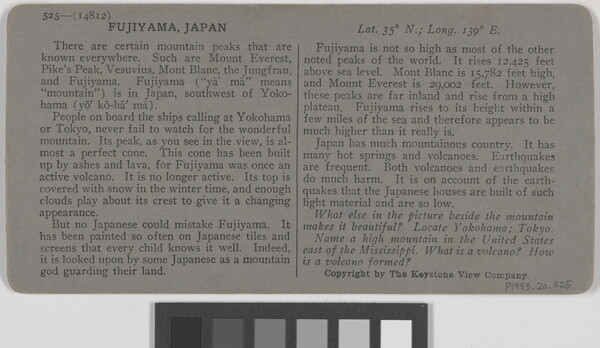 525—(14812)
FUJIYAMA, JAPAN
Lat. 35° N.; Long. 139° E.
There are certain mountain peaks that are
known everywhere. Such are Mount Everest,
Pike's Peak, Vesuvius, Mont Blanc, the Jungfrau,
and Fujiyama. Fujiyama ("yä' mä" means
"mountain") is in Japan, southwest of Yoko-
hama (yō' kō-hä' mä).
People on board the ships calling at Yokohama
or Tokyo, never fail to watch for the wonderful
mountain. Its peak, as you see in the view, is al-
most a perfect cone. This cone has been built
up by ashes and lava, for Fujiyama was once an
active volcano. It is no longer active. Its top is
covered with snow in the winter time, and enough
clouds play about its crest to give it a changing
appearance.
But no Japanese could mistake Fujiyama. It
has been painted so often on Japanese tiles and
screens that every child knows it well. Indeed,
it is looked upon by some Japanese as a mountain
god guarding their land.
Fujiyama is not so high as most of the other
noted peaks of the world. It rises 12,425 feet
above sea level. Mont Blanc is 15,782 feet high,
and Mount Everest is 29,002 feet. However,
these peaks are far inland and rise from a high
plateau. Fujiyama rises to its height within a
few miles of the sea and therefore appears to be
much higher than it really is.
Japan has much mountainous country. It has
many hot springs and volcanoes. Earthquakes
are frequent. Both volcanoes and earthquakes
do much harm. It is on account of the earth-
quakes that the Japanese houses are built of such
light material and are so low.
What else in the picture beside the mountain
makes it beautiful? Locate Yokohama; Tokyo.
Name a high mountain in the United States
east of the Mississippi. What is a volcano? How
is a volcano formed?
Copyright by The Keystone View Company.
P1953.20.525